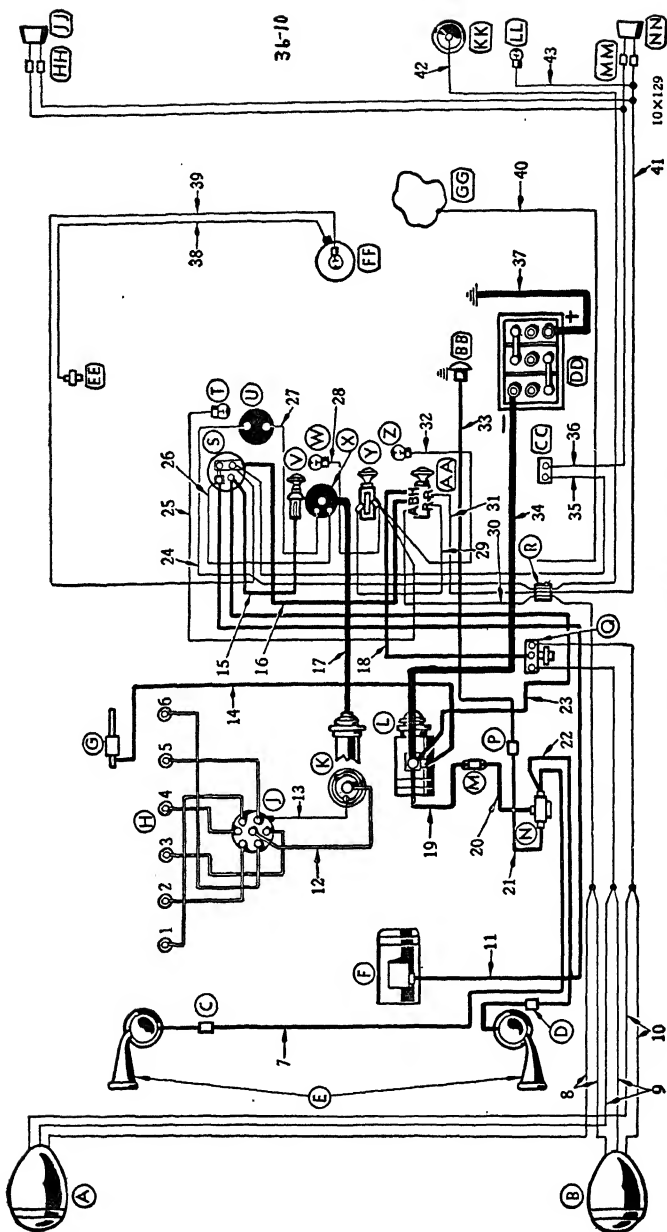 A
B
C
D
E
F
G
H
1 2 3 4 5 6
J
K
L
M
N
P
Q
R
S
T
U
V
W
X
Y
Z
A
B
H
R
R
AA
BB
CC
DD
EE
FF
GG
HH
JJ
KK
LL
MM
NN
7
8
9
10
11
12
13
14
15
16
17
18
19
20
21
22
23
24
25
26
27
28
29
30
31
32
33
34
35
36
37
38
39
40
41
42
43
+
−
36-10
10×129